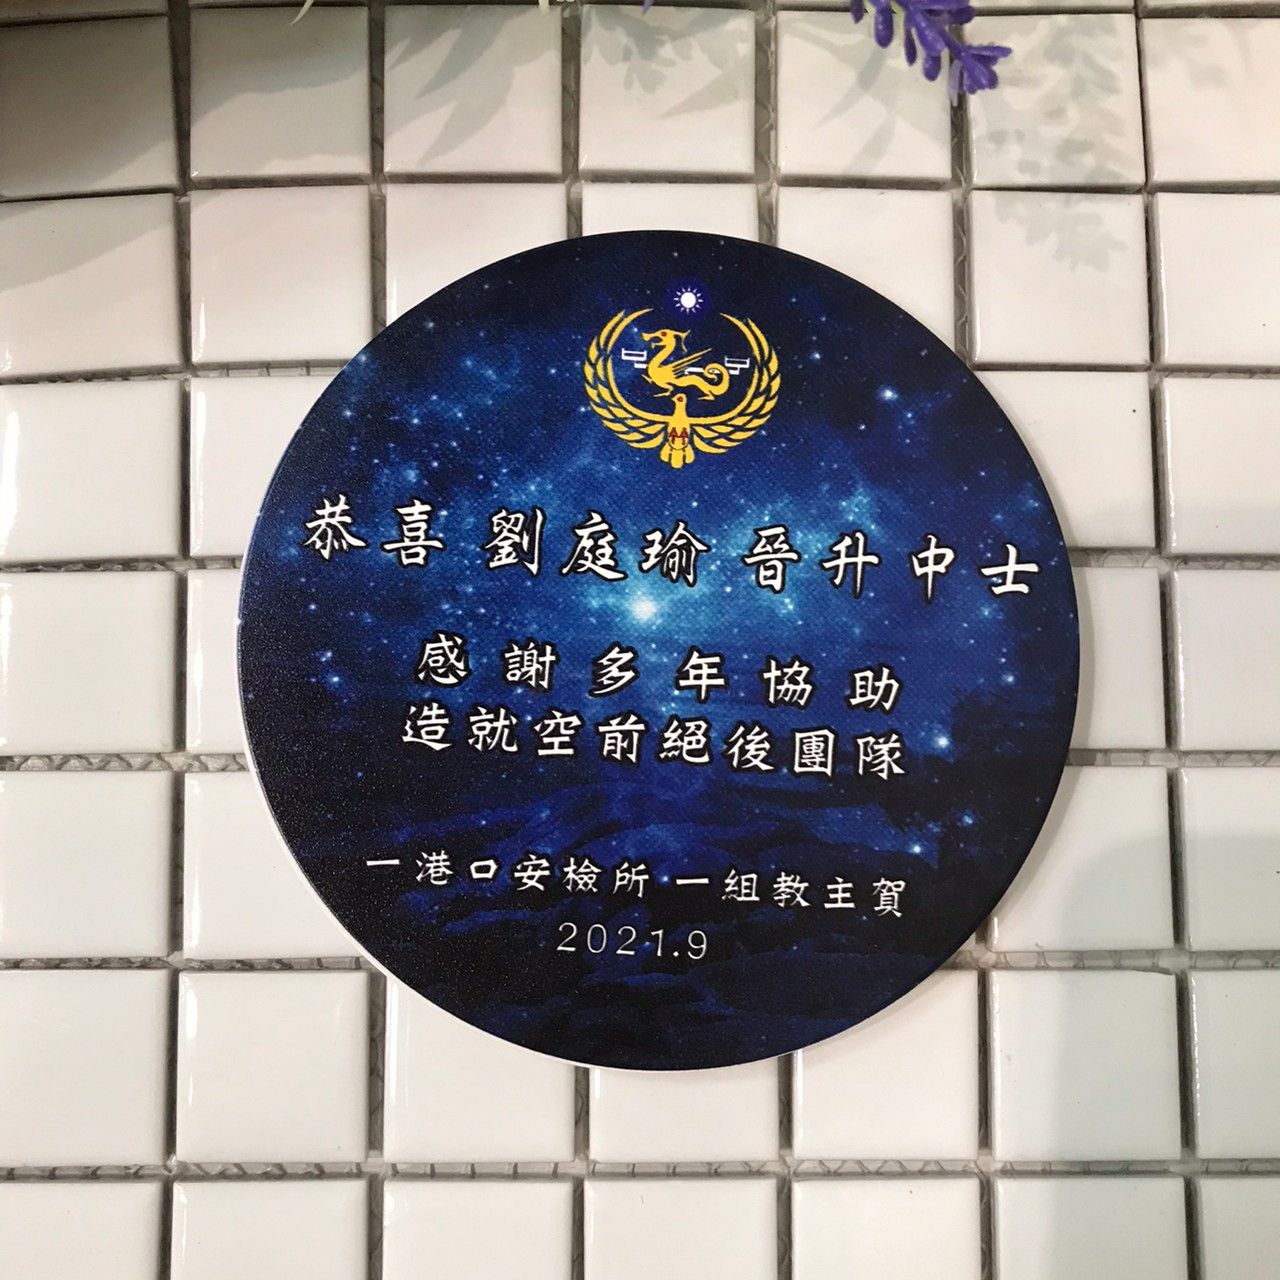 恭喜 劉庭瑜 晉升中士
感謝多年協助
造就空前絕後團隊
一港口安檢所 一組教主賀
2021.9